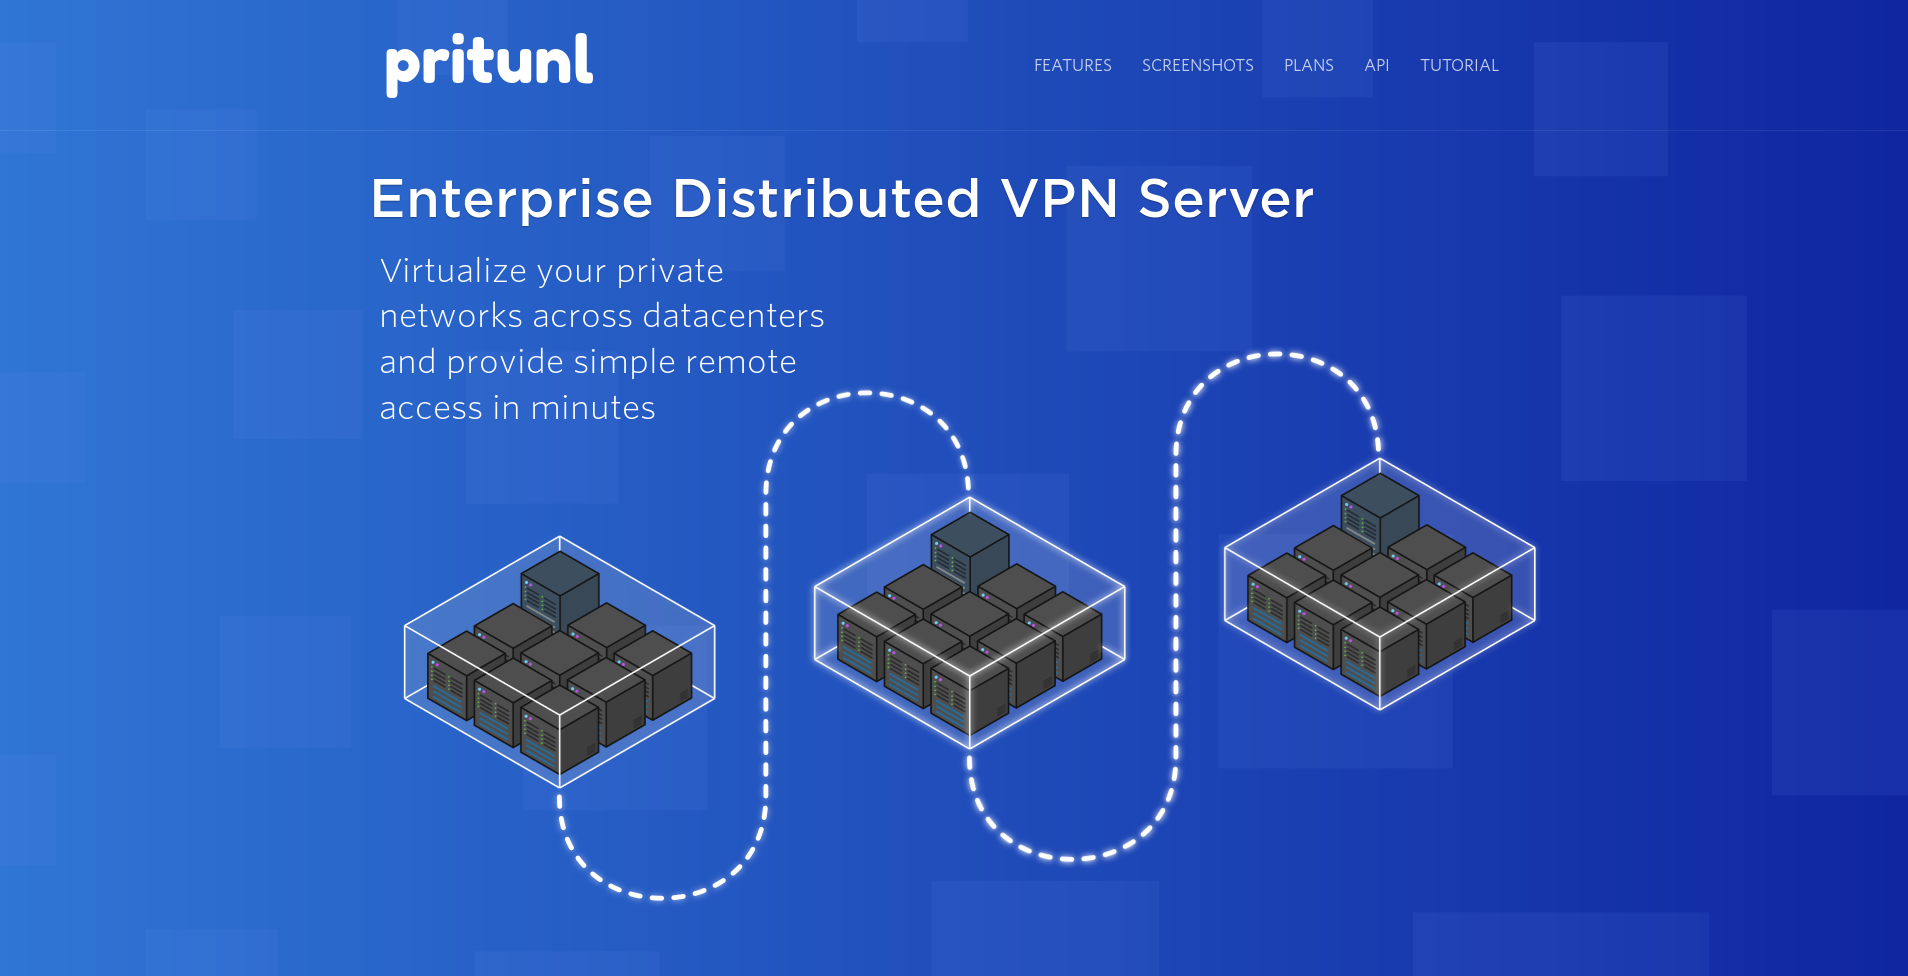 pritunl
FEATURES SCREENSHOTS PLANS API TUTORIAL
Enterprise Distributed VPN Server
Virtualize your private
networks across datacenters
and provide simple remote
access in minutes